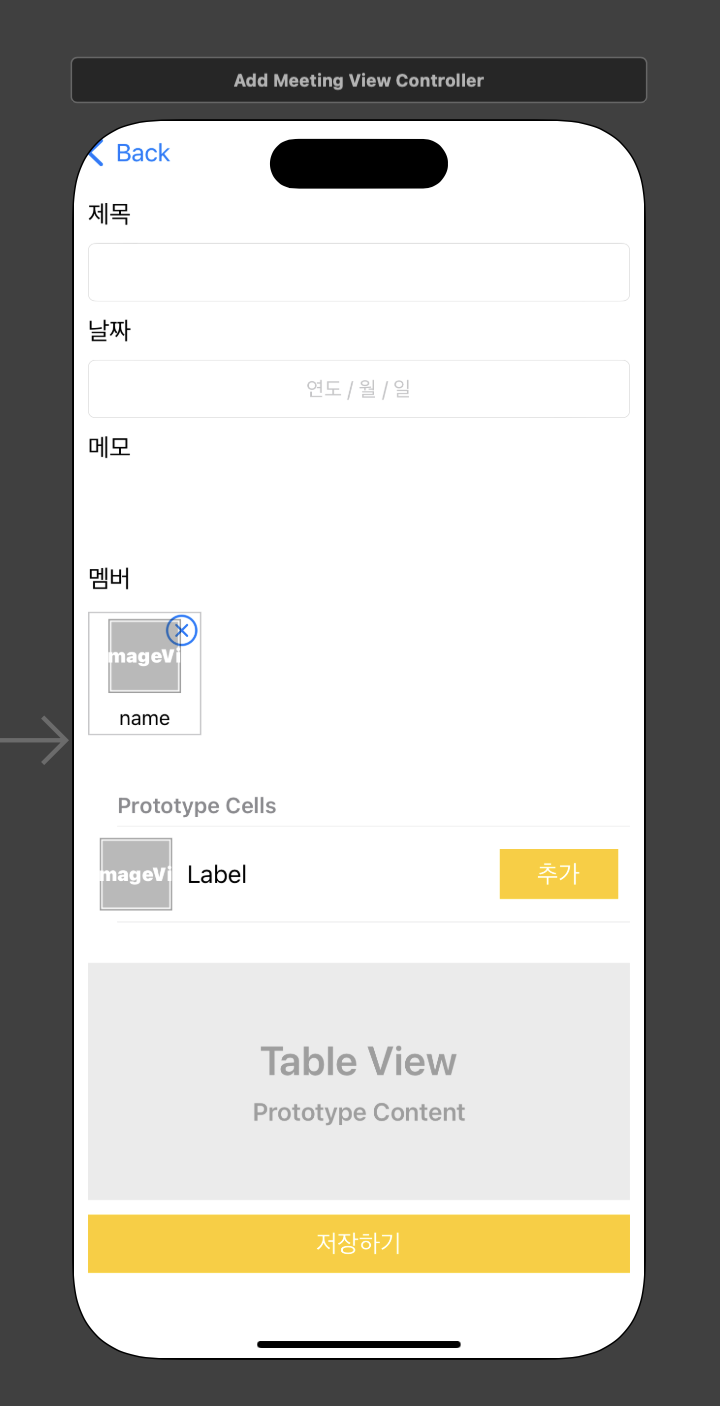 Add Meeting View Controller
Back
제목
날짜
연도 / 월 / 일
메모
멤버
mageVi
name
Prototype Cells
mageVi
Label
추가
Table View
Prototype Content
저장하기